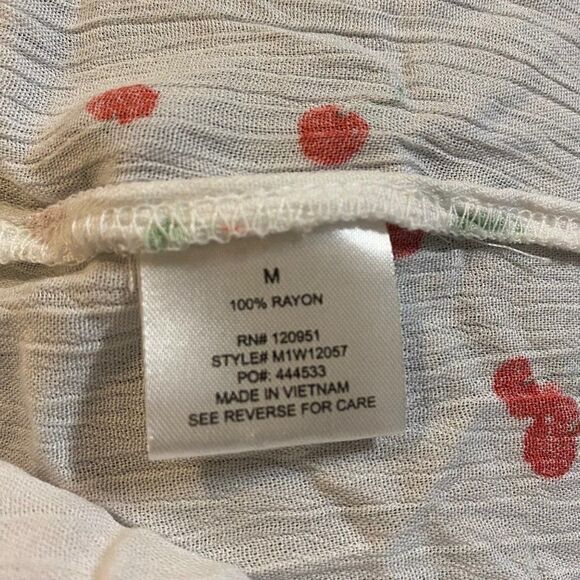 M
100% RAYON
RN# 120951
STYLE# M1W12057
PO#: 444533
MADE IN VIETNAM
SEE REVERSE FOR CARE